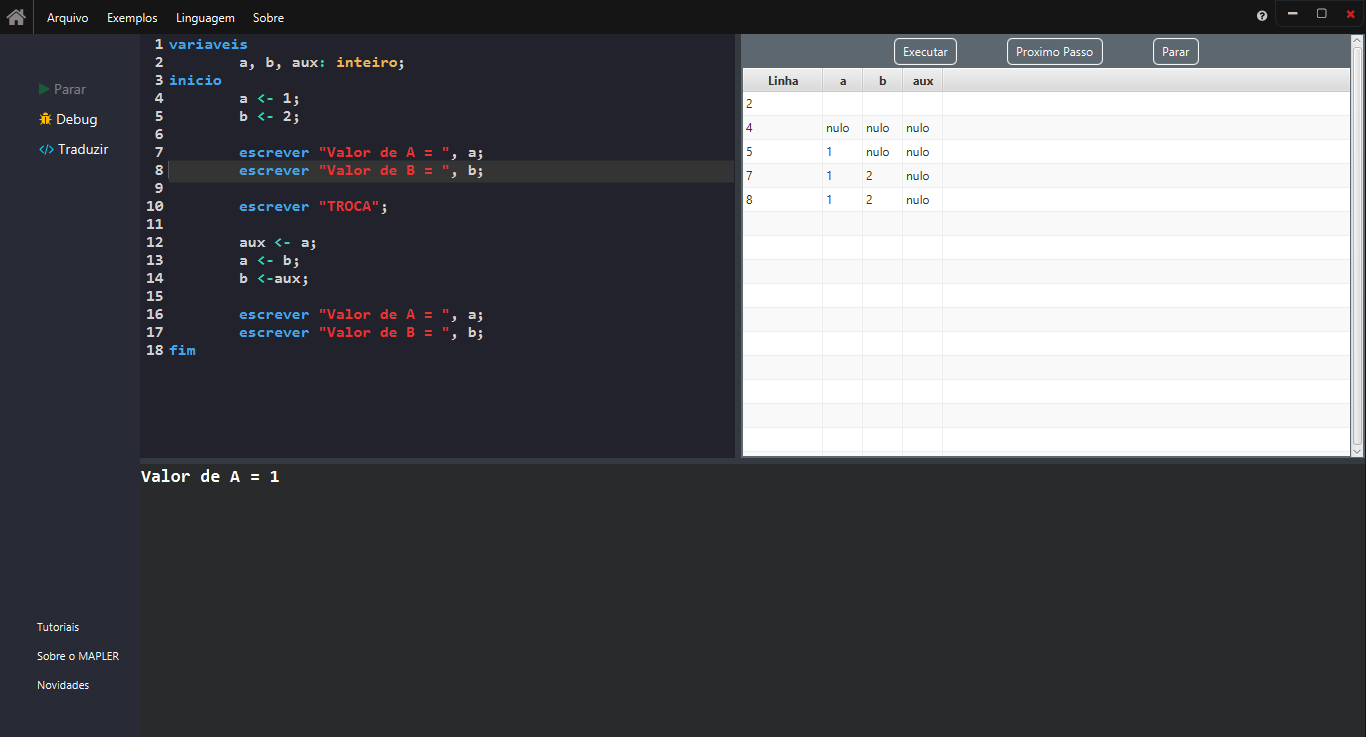 Arquivo Exemplos Linguagem Sobre
Parar
Debug
Traduzir
Tutoriais
Sobre o MAPLER
Novidades
1 variaveis
2 a, b, aux: inteiro;
3 inicio
4 a <- 1;
5 b <- 2;
6
7 escrever "Valor de A = ", a;
8 escrever "Valor de B = ", b;
9
10 escrever "TROCA";
11
12 aux <- a;
13 a <- b;
14 b <-aux;
15
16 escrever "Valor de A = ", a;
17 escrever "Valor de B = ", b;
18 fim
Executar Proximo Passo Parar
Linha a b aux
2
4 nulo nulo nulo
5 1 nulo nulo
7 1 2 nulo
8 1 2 nulo
Valor de A = 1